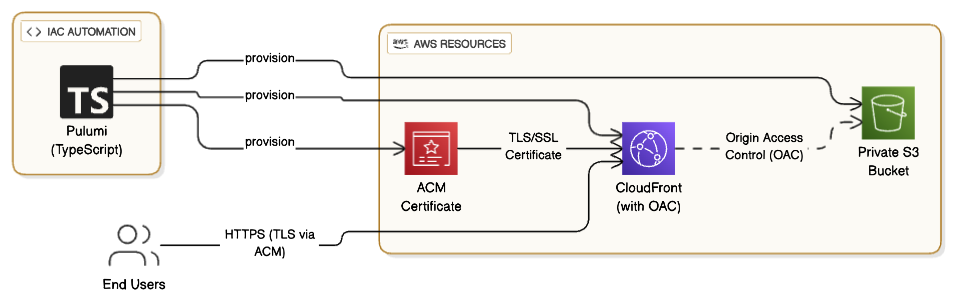 IAC AUTOMATION
aws AWS RESOURCES
provision
TS
provision
Pulumi
(TypeScript)
provision
TLS/SSL
Certificate
Origin Access
Control (OAC)
Private S3
Bucket
ACM
Certificate
CloudFront
(with OAC)
HTTPS (TLS via
ACM)
End Users